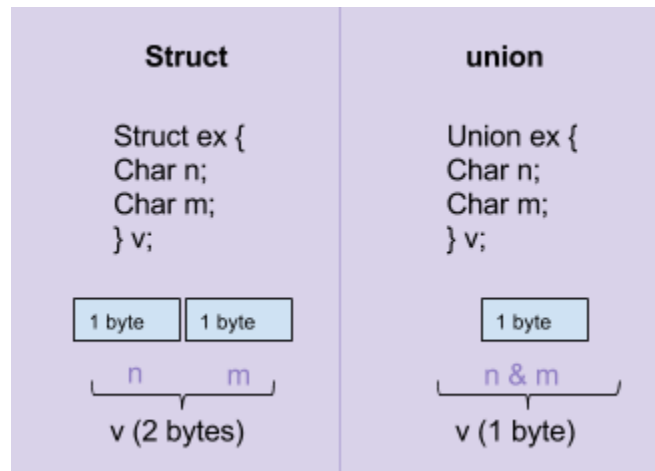 Struct
Struct ex {
Char n;
Char m;
} v;
1 byte
1 byte
n
m
v (2 bytes)
union
Union ex {
Char n;
Char m;
} v;
1 byte
n & m
v (1 byte)